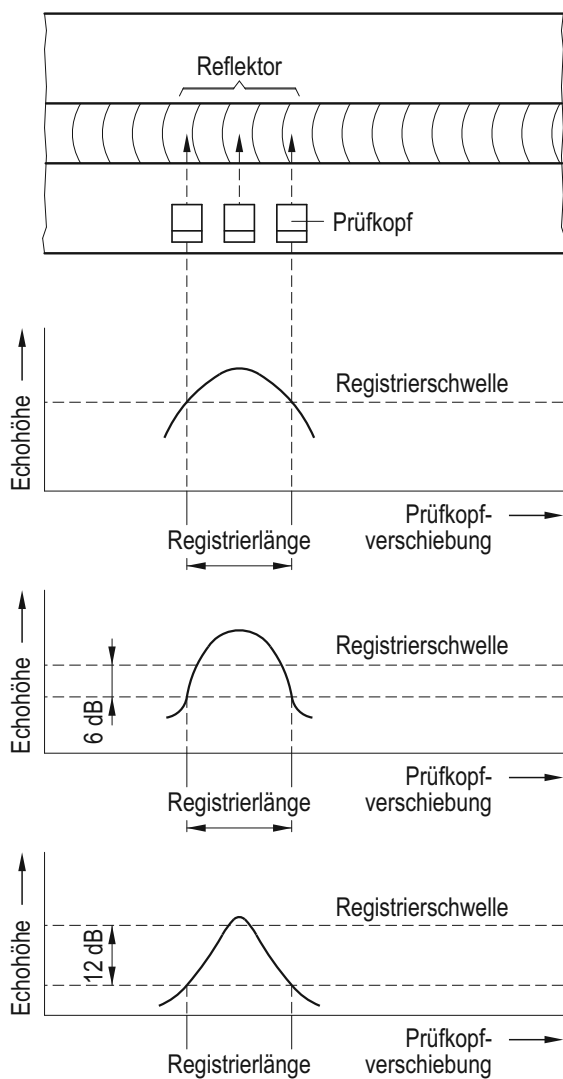 Reflektor
Prüfkopf
Echohöhe
Registrierschwelle
Prüfkopf-
verschiebung
Registrierlänge
Echohöhe
6 dB
Registrierschwelle
Prüfkopf-
verschiebung
Registrierlänge
Echohöhe
12 dB
Registrierschwelle
Prüfkopf-
verschiebung
Registrierlänge